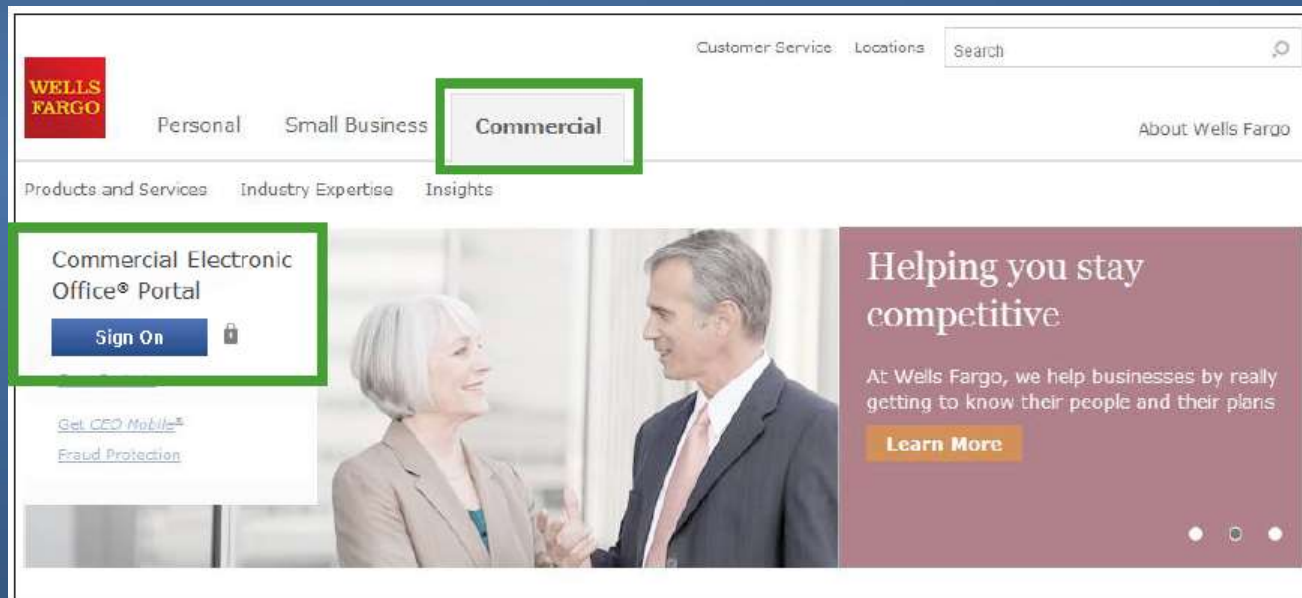 Customer Service Locations Search
WELLS
FARGO
Personal Small Business Commercial
About Wells Fargo
Products and Services Industry Expertise Insights
Commercial Electronic
Office® Portal
Sign On
Get CEO Mobile®
Fraud Protection
Helping you stay
competitive
At Wells Fargo, we help businesses by really
getting to know their people and their plans
Learn More